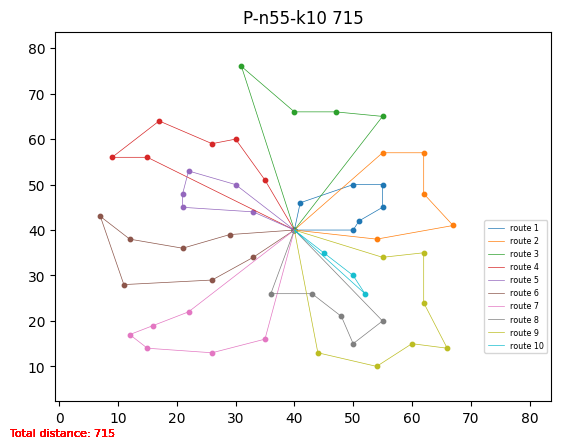 P-n55-k10 715
80
70
60
50
40
30
20
10
0 10 20 30 40 50 60 70 80
route 1
route 2
route 3
route 4
route 5
route 6
route 7
route 8
route 9
route 10
Total distance: 715